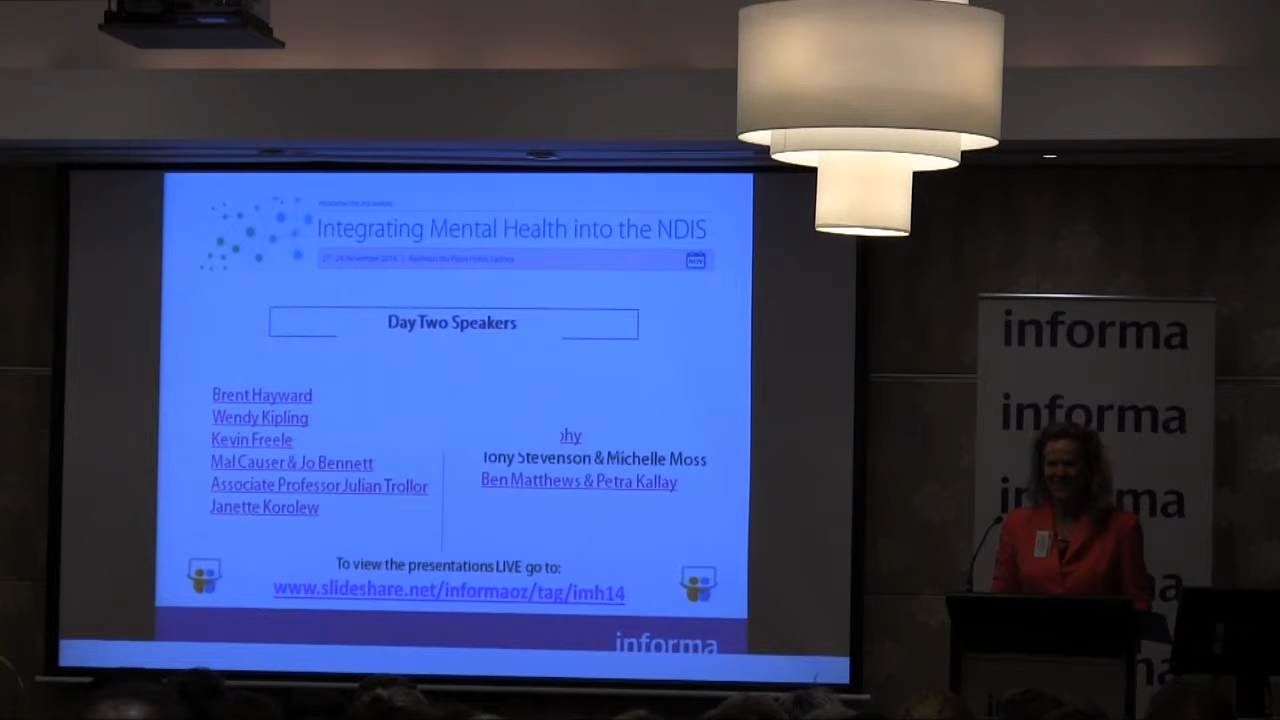 Integrating Mental Health into the NDIS
Day Two Speakers
Brent Hayward
Wendy Kipling
Kevin Freele
Mal Causer & Jo Bennett
Associate Professor Julian Trollor
Janette Korolew
phy
Tony Stevenson & Michelle Moss
Ben Matthews & Petra Kallay
To view the presentations LIVE go to:
www.slideshare.net/informaoz/tag/imh14
informa
informa
informa